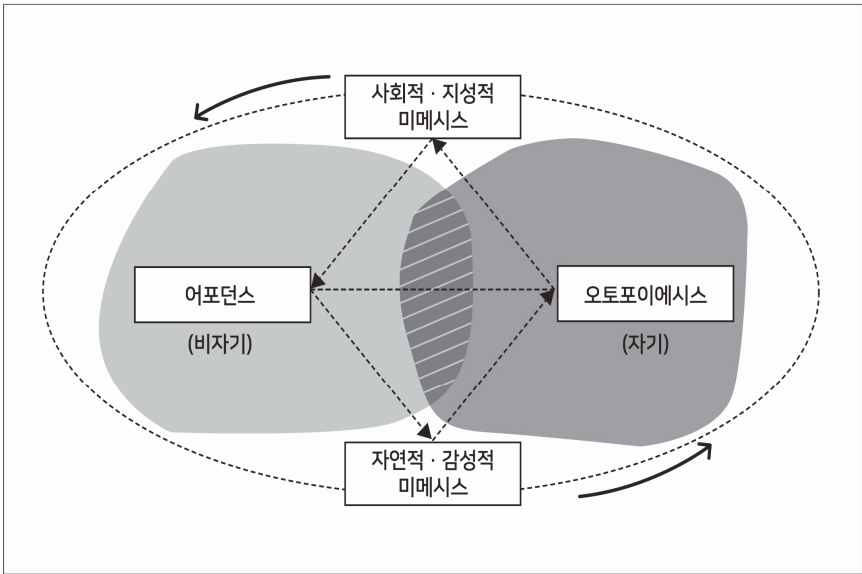 사회적 · 지성적
미메시스
어포던스
(비자기)
오토포이에시스
(자기)
자연적 · 감성적
미메시스